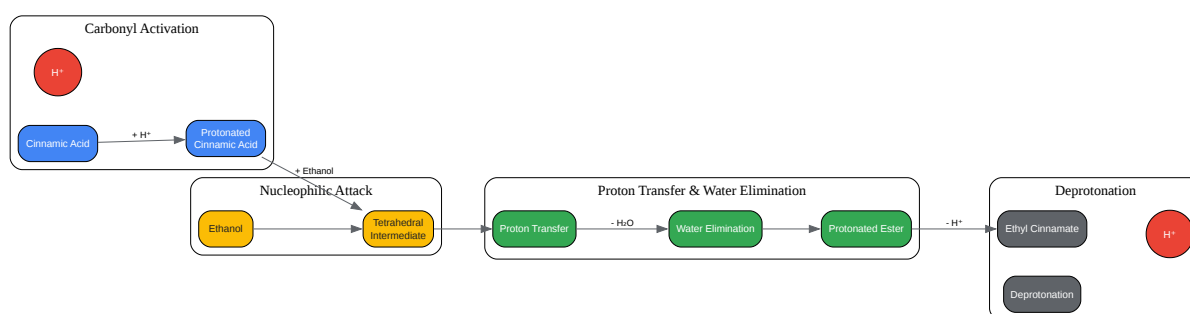 Carbonyl Activation
H⁺
Cinnamic Acid
+ H⁺
Protonated
Cinnamic Acid
+ Ethanol
Nucleophilic Attack
Ethanol
Tetrahedral
Intermediate
Proton Transfer & Water Elimination
Proton Transfer
- H₂O
Water Elimination
Protonated Ester
- H⁺
Deprotonation
Ethyl Cinnamate
H⁺
Deprotonation